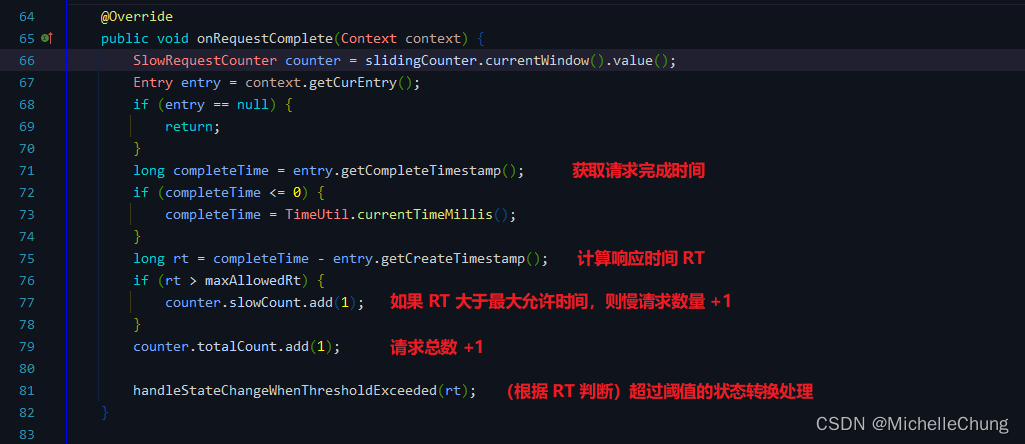 64 @Override
65 public void onRequestComplete(Context context) {
66 SlowRequestCounter counter = slidingCounter.currentWindow().value();
67 Entry entry = context.getCurEntry();
68 if (entry == null) {
69 return;
70 }
71 long completeTime = entry.getCompleteTimestamp(); 获取请求完成时间
72 if (completeTime <= 0) {
73 completeTime = TimeUtil.currentTimeMillis();
74 }
75 long rt = completeTime - entry.getCreateTimestamp(); 计算响应时间 RT
76 if (rt > maxAllowedRt) {
77 counter.slowCount.add(1); 如果 RT 大于最大允许时间，则慢请求数量 +1
78 }
79 counter.totalCount.add(1); 请求总数 +1
80
81 handleStateChangeWhenThresholdExceeded(rt); （根据 RT 判断）超过阈值的状态转换处理
82 }
83
CSDN @MichelleChung